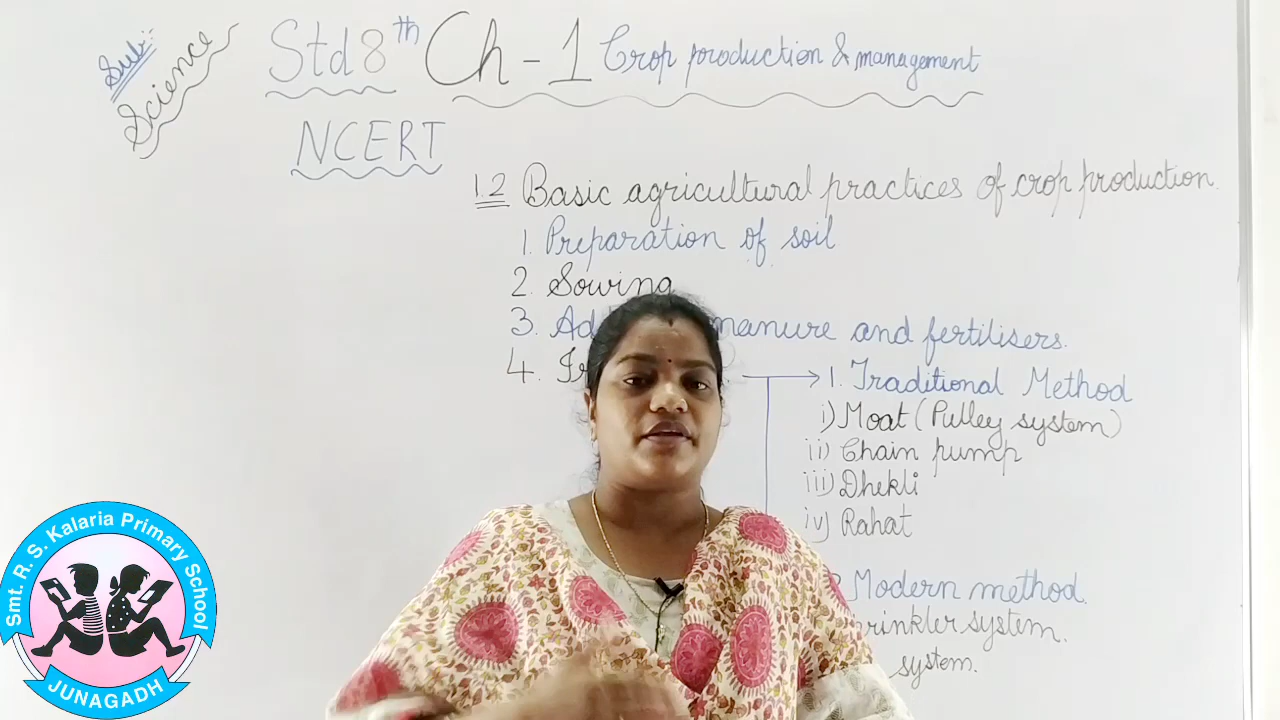 Sub:-
Science
Std 8th Ch - 1 Crop production & management
NCERT
1.2 Basic agricultural practices of crop production.
1. Preparation of soil
2. Sowing
3. manure and fertilisers.
4.
1. Traditional Method
i) Moat (Pulley system)
ii) Chain pump
iii) Dhekli
iv) Rahat
Modern method.
system.
system.
Smt. R. S. Kalaria Primary School
JUNAGADH